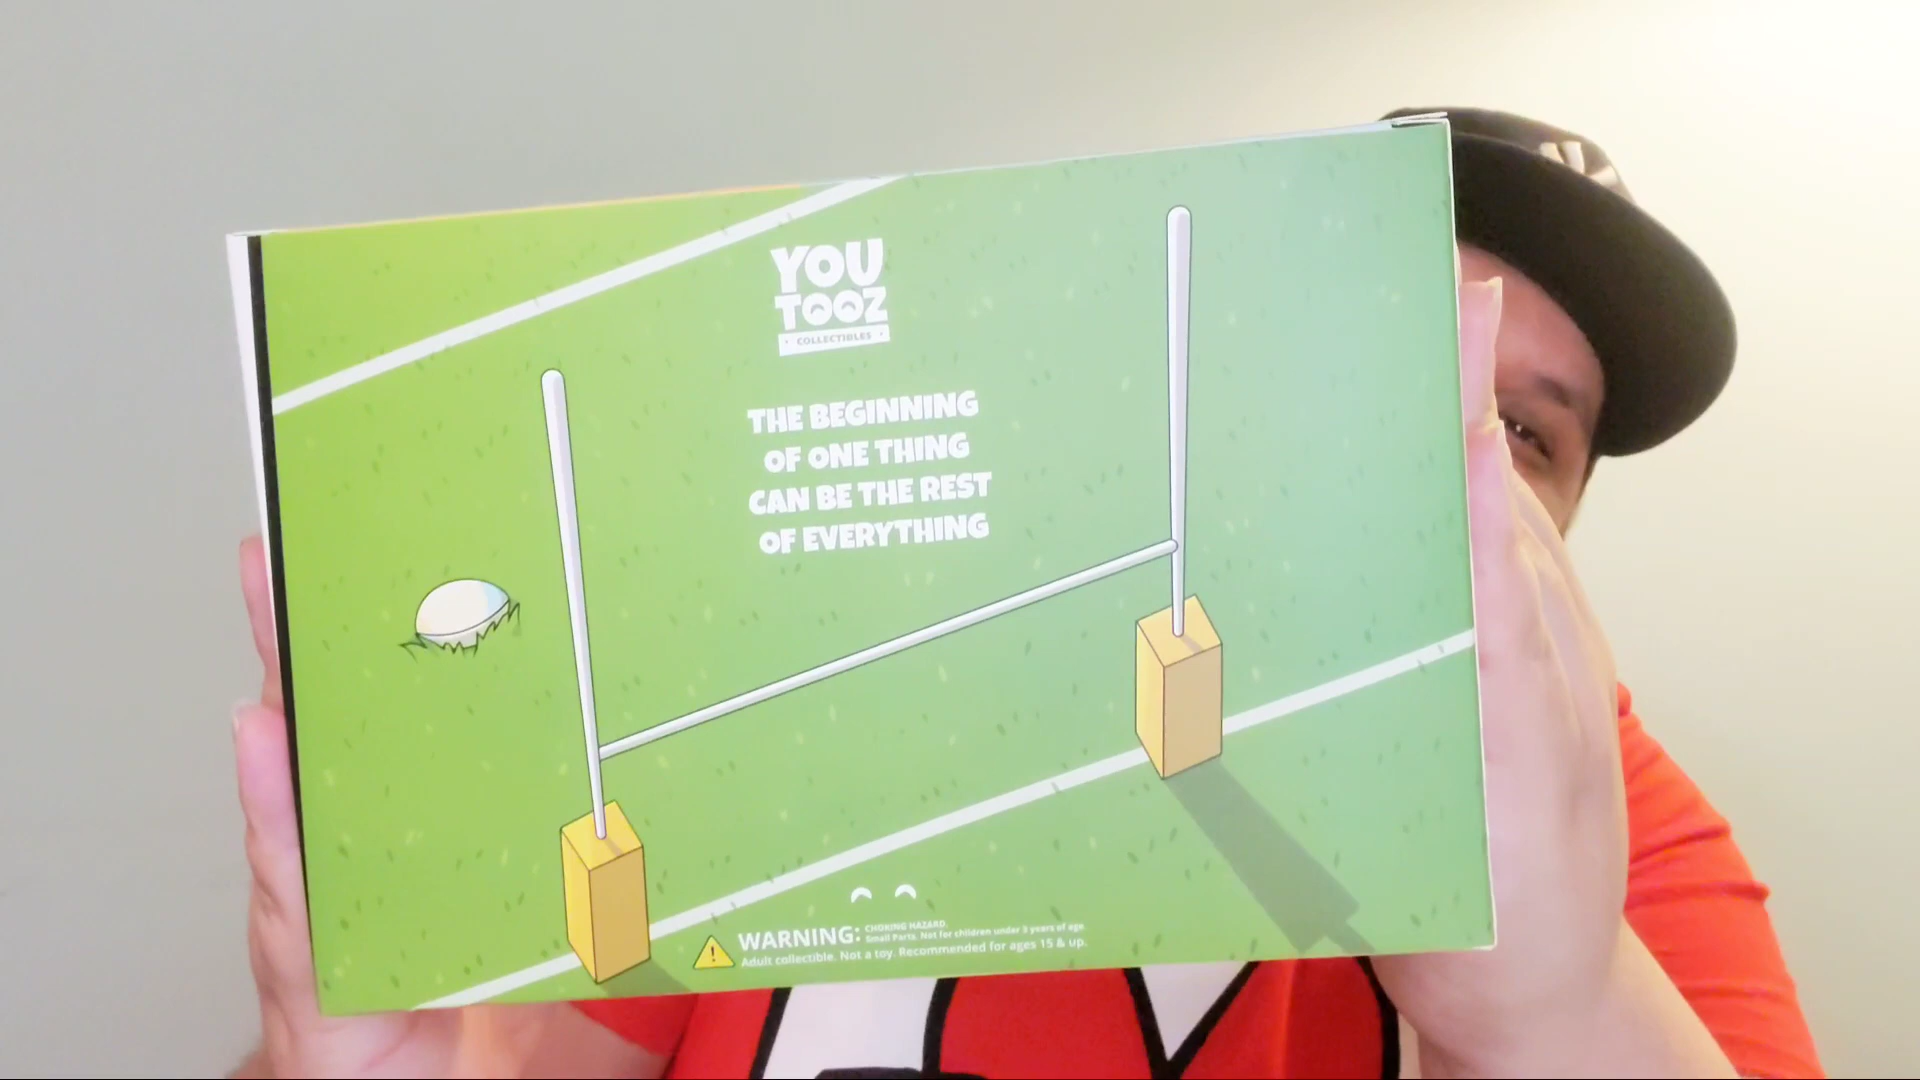 YOU
TOOZ
COLLECTIBLES
THE BEGINNING
OF ONE THING
CAN BE THE REST
OF EVERYTHING
WARNING: CHOKING HAZARD.
Small Parts. Not for children under 3 years of age
Adult collectible. Not a toy. Recommended for ages 15 & up.